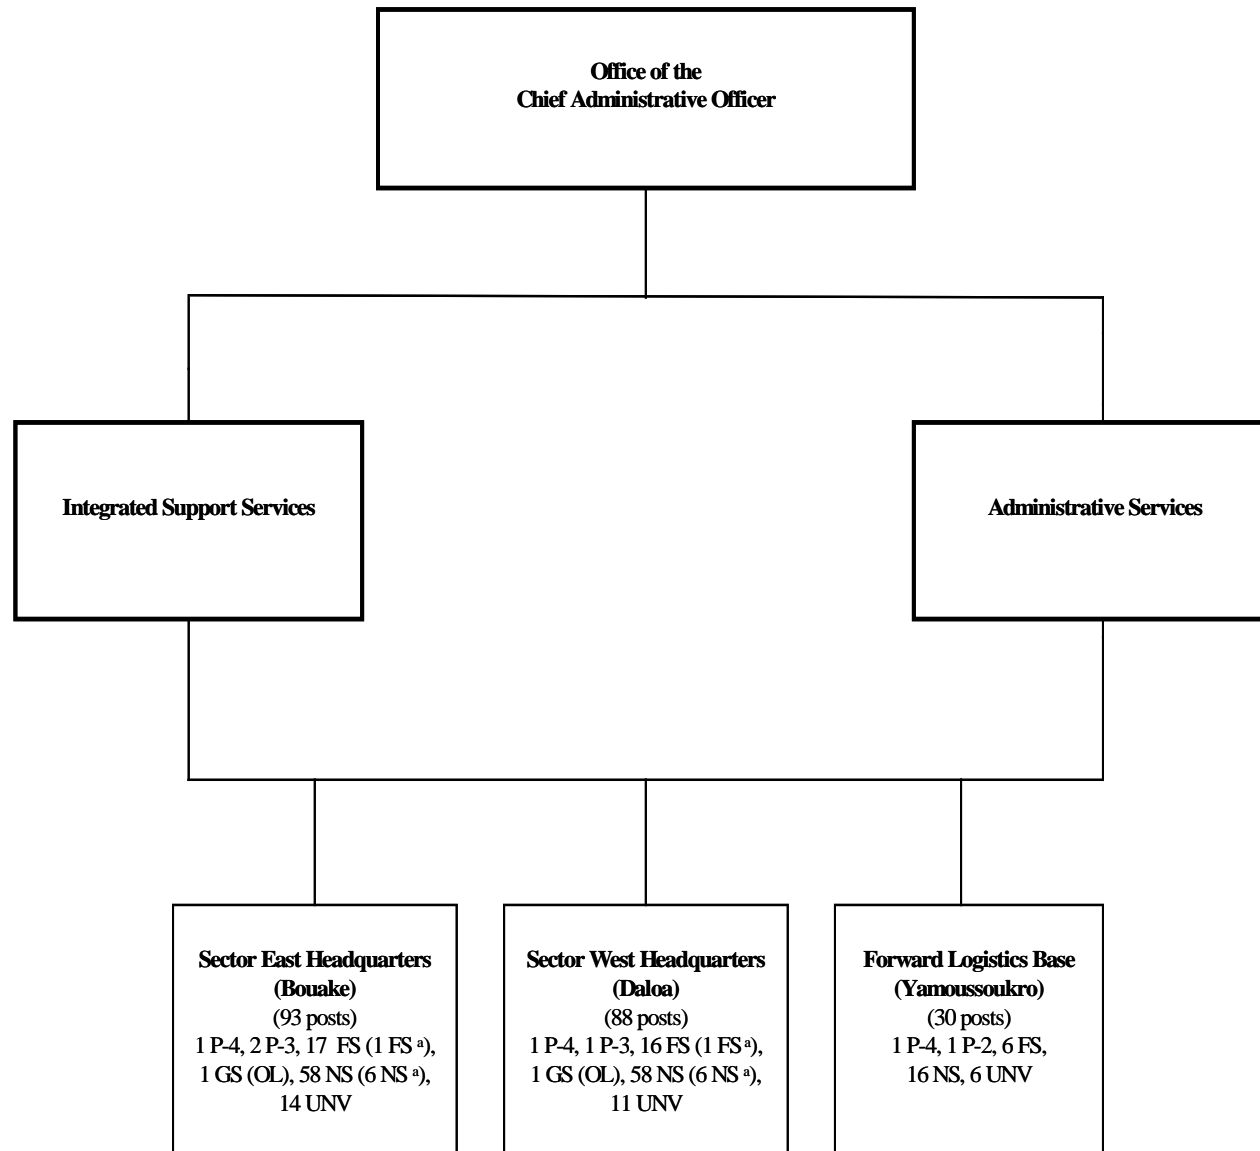 Office of the
Chief Administrative Officer
Integrated Support Services
Administrative Services
Sector East Headquarters
(Bouake)
(93 posts)
1 P-4, 2 P-3, 17 FS (1 FS ᵃ),
1 GS (OL), 58 NS (6 NS ᵃ),
14 UNV
Sector West Headquarters
(Daloa)
(88 posts)
1 P-4, 1 P-3, 16 FS (1 FS ᵃ),
1 GS (OL), 58 NS (6 NS ᵃ),
11 UNV
Forward Logistics Base
(Yamoussoukro)
(30 posts)
1 P-4, 1 P-2, 6 FS,
16 NS, 6 UNV